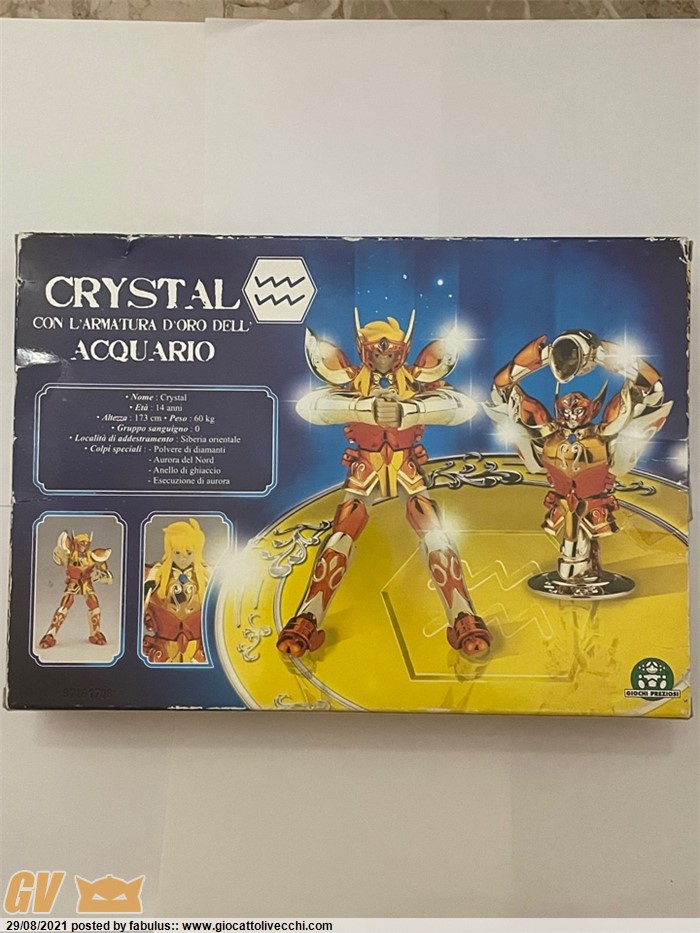 CRYSTAL
CON L'ARMATURA D'ORO DELL'
ACQUARIO
• Nome : Crystal
• Età : 14 anni
• Altezza : 173 cm • Peso : 60 kg
• Gruppo sanguigno : 0
• Località di addestramento : Siberia orientale
• Colpi speciali : - Polvere di diamanti
- Aurora del Nord
- Anello di ghiaccio
- Esecuzione di aurora
GIOCHI PREZIOSI
GV
29/08/2021 posted by fabulus:: www.giocattolivecchi.com